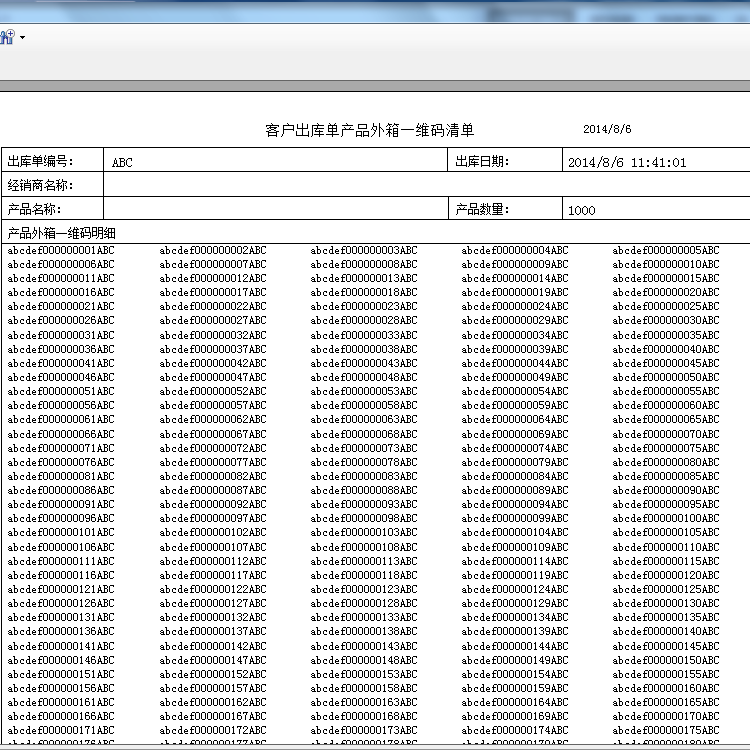 客户出库单产品外箱一维码清单 2014/8/6
出库单编号: ABC 出库日期: 2014/8/6 11:41:01
经销商名称:
产品名称: 产品数量: 1000
产品外箱一维码明细
abcdef000000001ABC abcdef000000002ABC abcdef000000003ABC abcdef000000004ABC abcdef000000005ABC
abcdef000000006ABC abcdef000000007ABC abcdef000000008ABC abcdef000000009ABC abcdef000000010ABC
abcdef000000011ABC abcdef000000012ABC abcdef000000013ABC abcdef000000014ABC abcdef000000015ABC
abcdef000000016ABC abcdef000000017ABC abcdef000000018ABC abcdef000000019ABC abcdef000000020ABC
abcdef000000021ABC abcdef000000022ABC abcdef000000023ABC abcdef000000024ABC abcdef000000025ABC
abcdef000000026ABC abcdef000000027ABC abcdef000000028ABC abcdef000000029ABC abcdef000000030ABC
abcdef000000031ABC abcdef000000032ABC abcdef000000033ABC abcdef000000034ABC abcdef000000035ABC
abcdef000000036ABC abcdef000000037ABC abcdef000000038ABC abcdef000000039ABC abcdef000000040ABC
abcdef000000041ABC abcdef000000042ABC abcdef000000043ABC abcdef000000044ABC abcdef000000045ABC
abcdef000000046ABC abcdef000000047ABC abcdef000000048ABC abcdef000000049ABC abcdef000000050ABC
abcdef000000051ABC abcdef000000052ABC abcdef000000053ABC abcdef000000054ABC abcdef000000055ABC
abcdef000000056ABC abcdef000000057ABC abcdef000000058ABC abcdef000000059ABC abcdef000000060ABC
abcdef000000061ABC abcdef000000062ABC abcdef000000063ABC abcdef000000064ABC abcdef000000065ABC
abcdef000000066ABC abcdef000000067ABC abcdef000000068ABC abcdef000000069ABC abcdef000000070ABC
abcdef000000071ABC abcdef000000072ABC abcdef000000073ABC abcdef000000074ABC abcdef000000075ABC
abcdef000000076ABC abcdef000000077ABC abcdef000000078ABC abcdef000000079ABC abcdef000000080ABC
abcdef000000081ABC abcdef000000082ABC abcdef000000083ABC abcdef000000084ABC abcdef000000085ABC
abcdef000000086ABC abcdef000000087ABC abcdef000000088ABC abcdef000000089ABC abcdef000000090ABC
abcdef000000091ABC abcdef000000092ABC abcdef000000093ABC abcdef000000094ABC abcdef000000095ABC
abcdef000000096ABC abcdef000000097ABC abcdef000000098ABC abcdef000000099ABC abcdef000000100ABC
abcdef000000101ABC abcdef000000102ABC abcdef000000103ABC abcdef000000104ABC abcdef000000105ABC
abcdef000000106ABC abcdef000000107ABC abcdef000000108ABC abcdef000000109ABC abcdef000000110ABC
abcdef000000111ABC abcdef000000112ABC abcdef000000113ABC abcdef000000114ABC abcdef000000115ABC
abcdef000000116ABC abcdef000000117ABC abcdef000000118ABC abcdef000000119ABC abcdef000000120ABC
abcdef000000121ABC abcdef000000122ABC abcdef000000123ABC abcdef000000124ABC abcdef000000125ABC
abcdef000000126ABC abcdef000000127ABC abcdef000000128ABC abcdef000000129ABC abcdef000000130ABC
abcdef000000131ABC abcdef000000132ABC abcdef000000133ABC abcdef000000134ABC abcdef000000135ABC
abcdef000000136ABC abcdef000000137ABC abcdef000000138ABC abcdef000000139ABC abcdef000000140ABC
abcdef000000141ABC abcdef000000142ABC abcdef000000143ABC abcdef000000144ABC abcdef000000145ABC
abcdef000000146ABC abcdef000000147ABC abcdef000000148ABC abcdef000000149ABC abcdef000000150ABC
abcdef000000151ABC abcdef000000152ABC abcdef000000153ABC abcdef000000154ABC abcdef000000155ABC
abcdef000000156ABC abcdef000000157ABC abcdef000000158ABC abcdef000000159ABC abcdef000000160ABC
abcdef000000161ABC abcdef000000162ABC abcdef000000163ABC abcdef000000164ABC abcdef000000165ABC
abcdef000000166ABC abcdef000000167ABC abcdef000000168ABC abcdef000000169ABC abcdef000000170ABC
abcdef000000171ABC abcdef000000172ABC abcdef000000173ABC abcdef000000174ABC abcdef000000175ABC